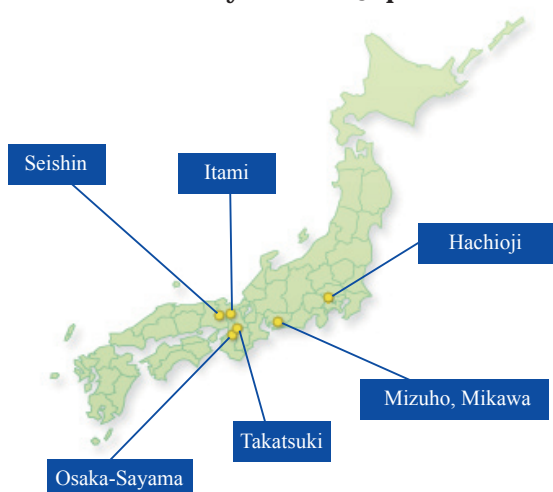 Seishin
Itami
Hachioji
Mizuho, Mikawa
Takatsuki
Osaka-Sayama